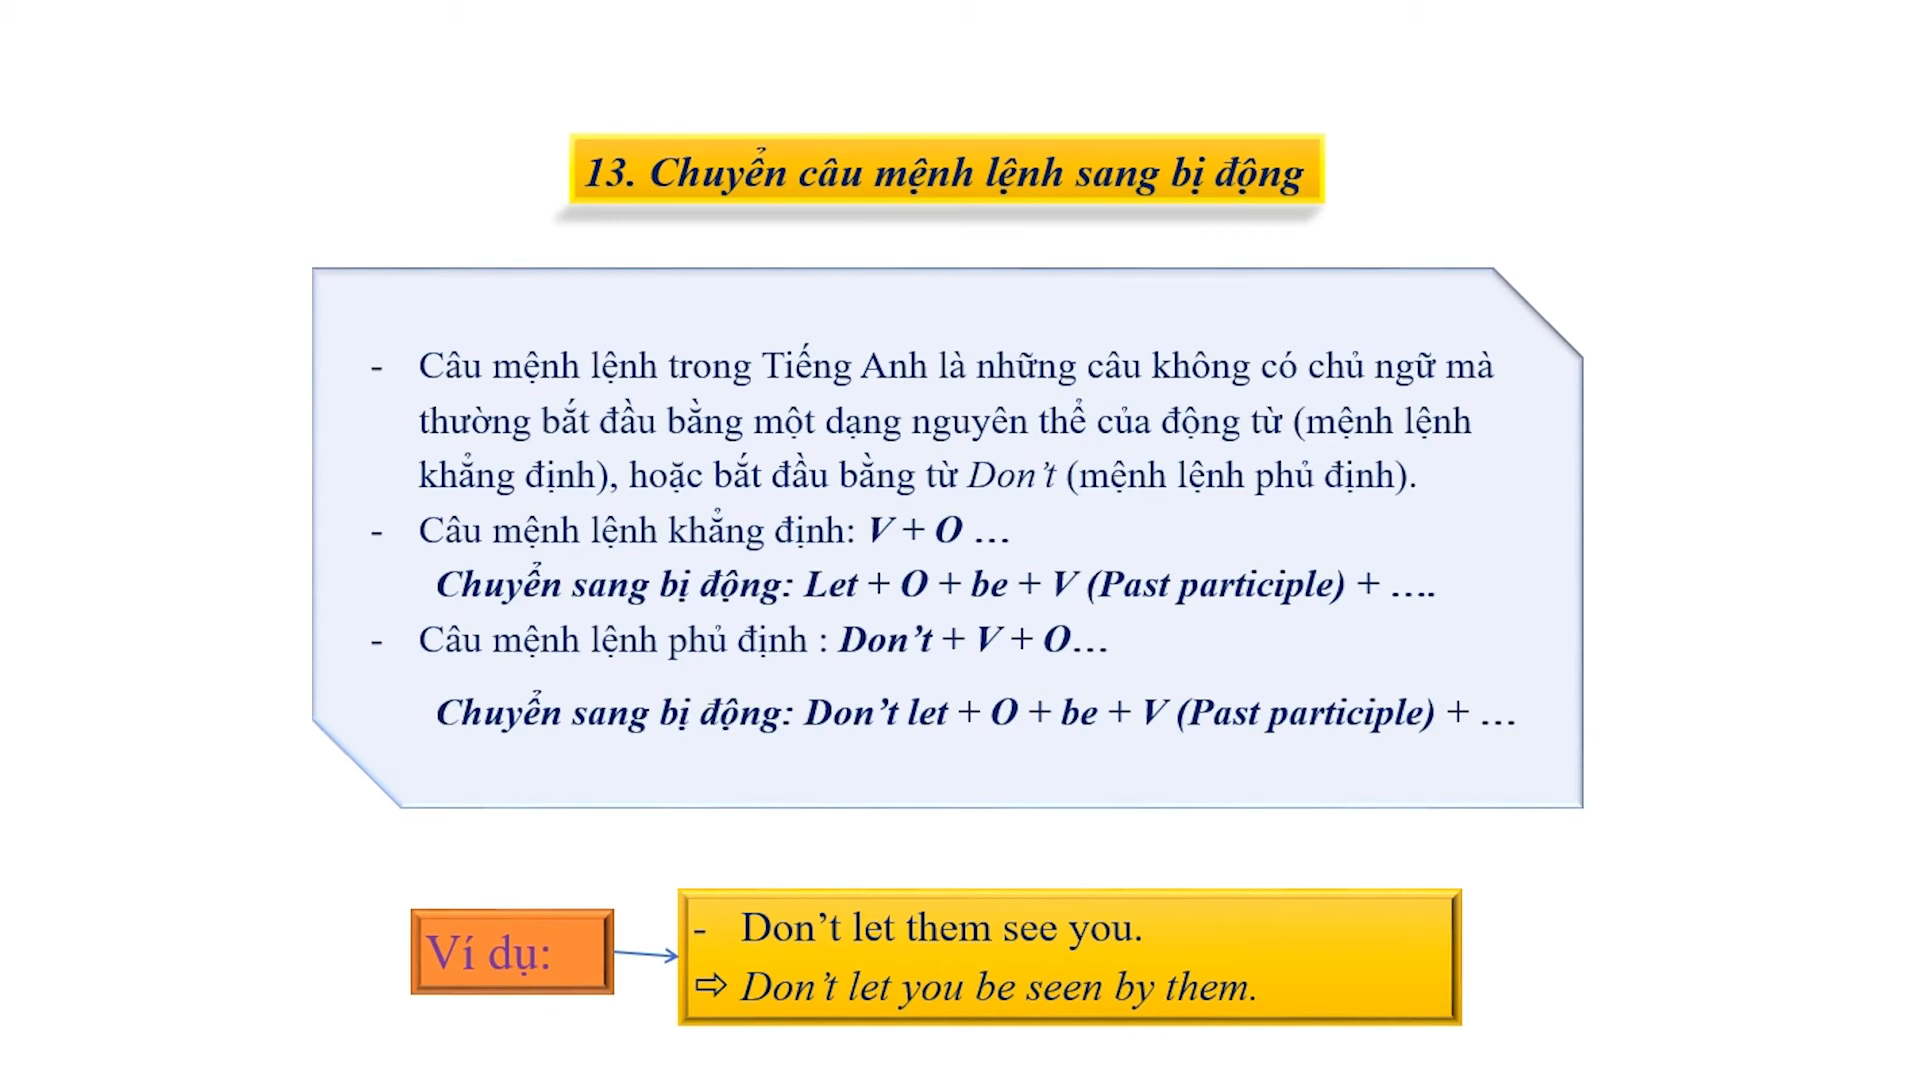 13. Chuyển câu mệnh lệnh sang bị động
- Câu mệnh lệnh trong Tiếng Anh là những câu không có chủ ngữ mà
thường bắt đầu bằng một dạng nguyên thể của động từ (mệnh lệnh
khẳng định), hoặc bắt đầu bằng từ Don’t (mệnh lệnh phủ định).
- Câu mệnh lệnh khẳng định: V + O …
Chuyển sang bị động: Let + O + be + V (Past participle) + ….
- Câu mệnh lệnh phủ định : Don’t + V + O…
Chuyển sang bị động: Don’t let + O + be + V (Past participle) + …
Ví dụ:
- Don’t let them see you.
⇨ Don’t let you be seen by them.